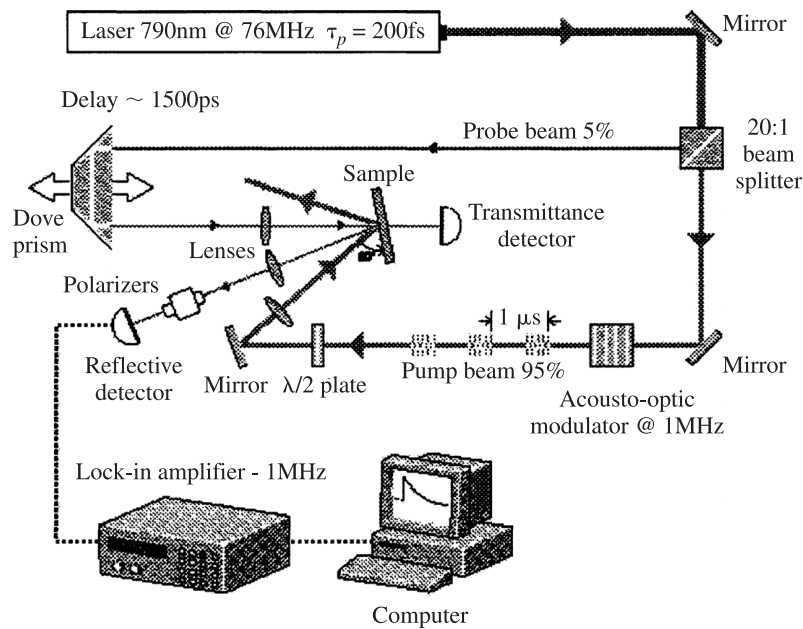 Laser 790nm @ 76MHz τp = 200fs
Mirror
Delay ~ 1500ps
Probe beam 5%
20:1
beam
splitter
Sample
Dove
prism
Lenses
Transmittance
detector
Polarizers
1 μs
Reflective
detector
Mirror
λ/2 plate
Pump beam 95%
Mirror
Acousto-optic
modulator @ 1MHz
Lock-in amplifier - 1MHz
Computer